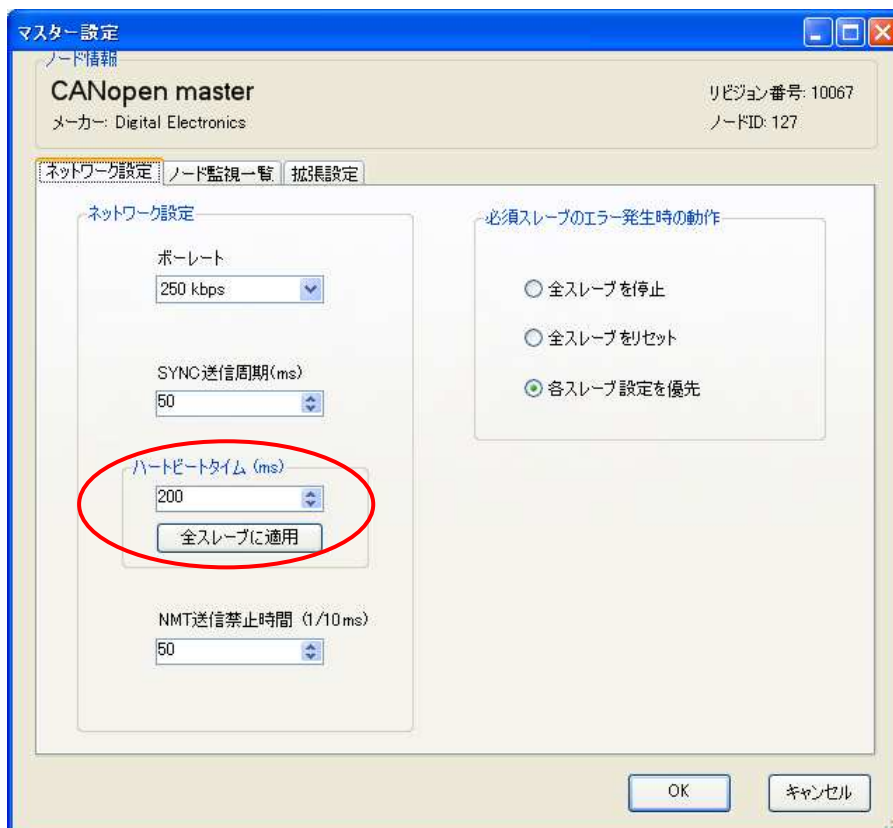 マスター設定
ノード情報
CANopen master
リビジョン番号: 10067
メーカー: Digital Electronics
ノードID: 127
ネットワーク設定 ノード監視一覧 拡張設定
ネットワーク設定
ボーレート
250 kbps
SYNC送信周期(ms)
50
ハートビートタイム (ms)
200
全スレーブに適用
NMT送信禁止時間 (1/10ms)
50
必須スレーブのエラー発生時の動作
全スレーブを停止
全スレーブをリセット
各スレーブ設定を優先
OK キャンセル